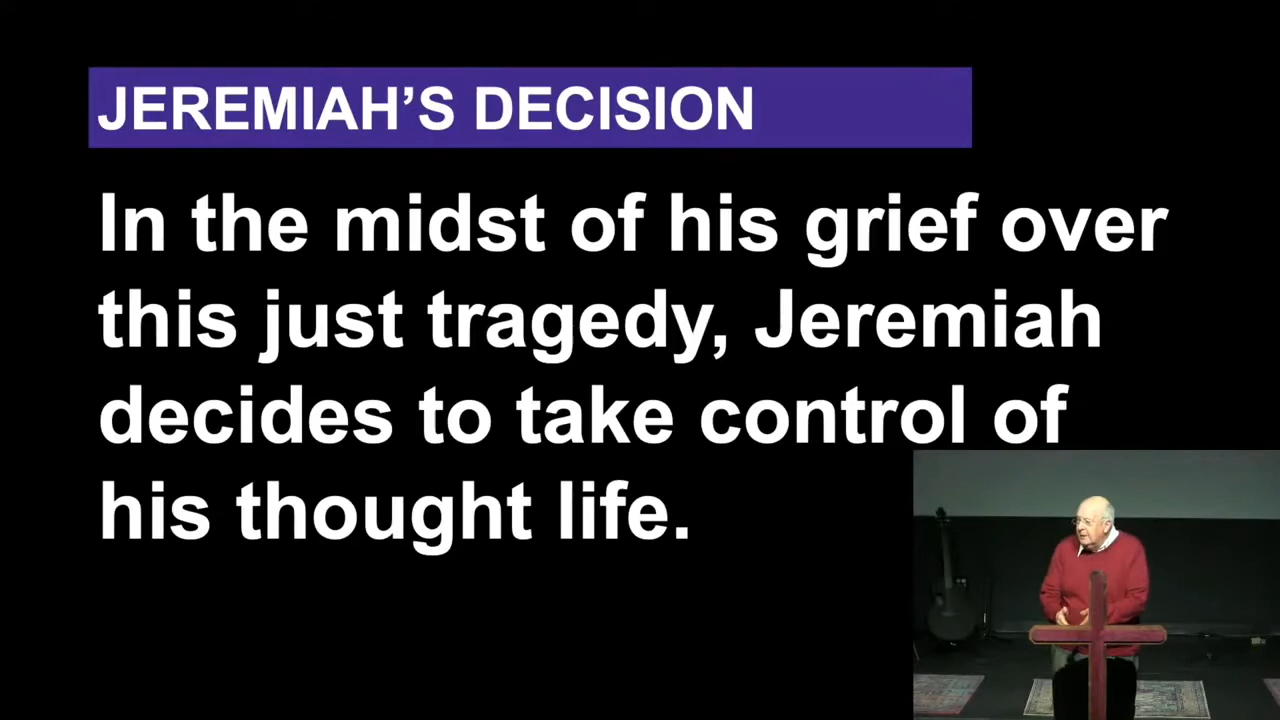 JEREMIAH’S DECISION
In the midst of his grief over
this just tragedy, Jeremiah
decides to take control of
his thought life.